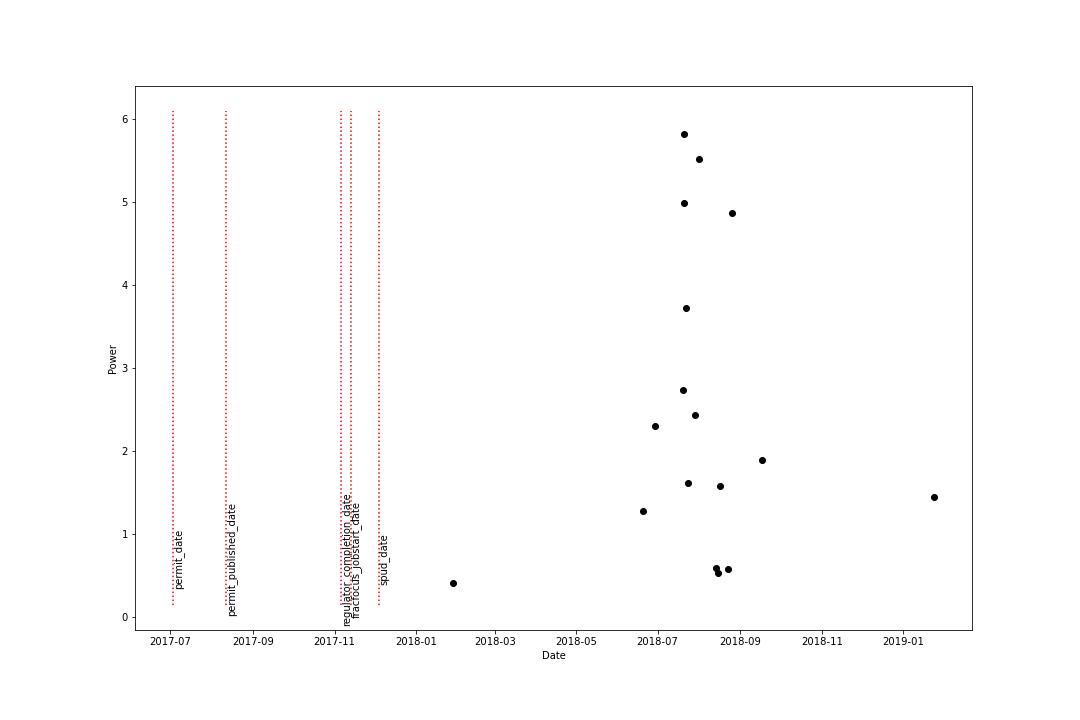 6
5
4
3
2
1
0
Power
permit_date
permit_published_date
regulator_completion_date
fracfocus_jobstart_date
spud_date
2017-07 2017-09 2017-11 2018-01 2018-03 2018-05 2018-07 2018-09 2018-11 2019-01
Date